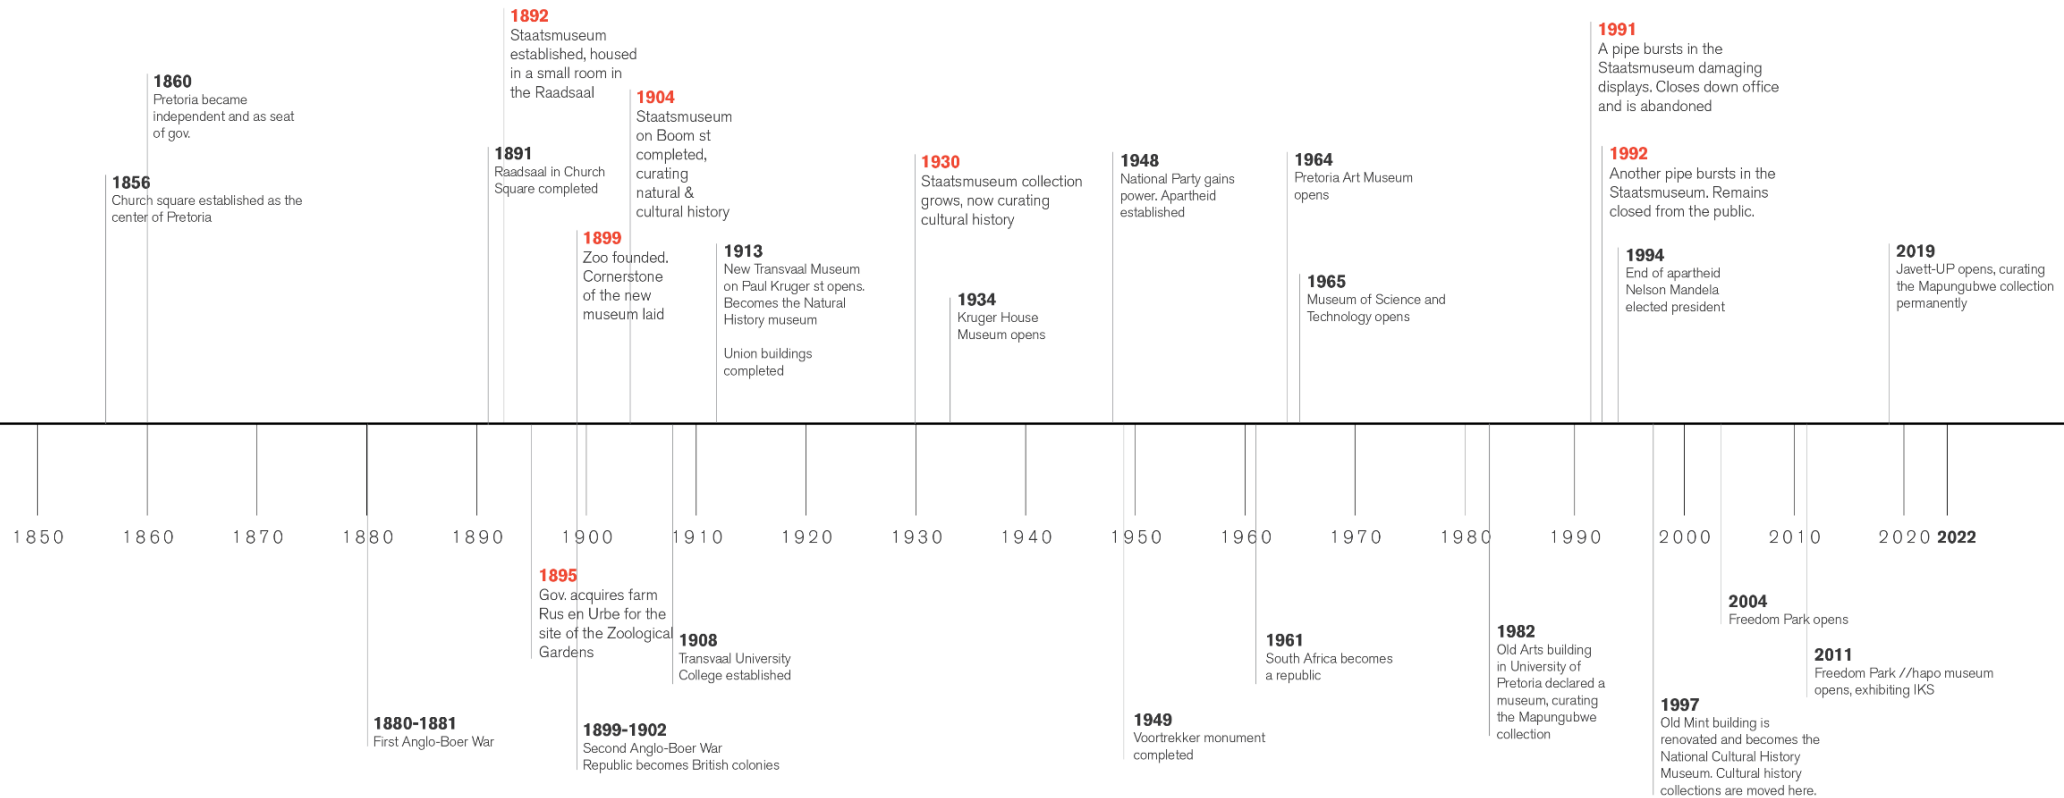 1892
Staatsmuseum
established, housed
in a small room in
the Raadsaal
1991
A pipe bursts in the
Staatsmuseum damaging
displays. Closes down office
and is abandoned
1860
Pretoria became
independent and as seat
of gov.
1904
Staatsmuseum
on Boom st
completed,
curating
natural &
cultural history
1891
Raadsaal in Church
Square completed
1930
Staatsmuseum collection
grows, now curating
cultural history
1948
National Party gains
power. Apartheid
established
1964
Pretoria Art Museum
opens
1992
Another pipe bursts in the
Staatsmuseum. Remains
closed from the public.
1856
Church square established as the
center of Pretoria
1899
Zoo founded.
Cornerstone
of the new
museum laid
1913
New Transvaal Museum
on Paul Kruger st opens.
Becomes the Natural
History museum
Union buildings
completed
1934
Kruger House
Museum opens
1965
Museum of Science and
Technology opens
1994
End of apartheid
Nelson Mandela
elected president
2019
Javett-UP opens, curating
the Mapungubwe collection
permanently
1850 1860 1870 1880 1890 1900 1910 1920 1930 1940 1950 1960 1970 1980 1990 2000 2010 2020 2022
1895
Gov. acquires farm
Rus en Urbe for the
site of the Zoological
Gardens
1908
Transvaal University
College established
1961
South Africa becomes
a republic
1982
Old Arts building
in University of
Pretoria declared a
museum, curating
the Mapungubwe
collection
2004
Freedom Park opens
2011
Freedom Park //hapo museum
opens, exhibiting IKS
1880-1881
First Anglo-Boer War
1899-1902
Second Anglo-Boer War
Republic becomes British colonies
1949
Voortrekker monument
completed
1997
Old Mint building is
renovated and becomes the
National Cultural History
Museum. Cultural history
collections are moved here.